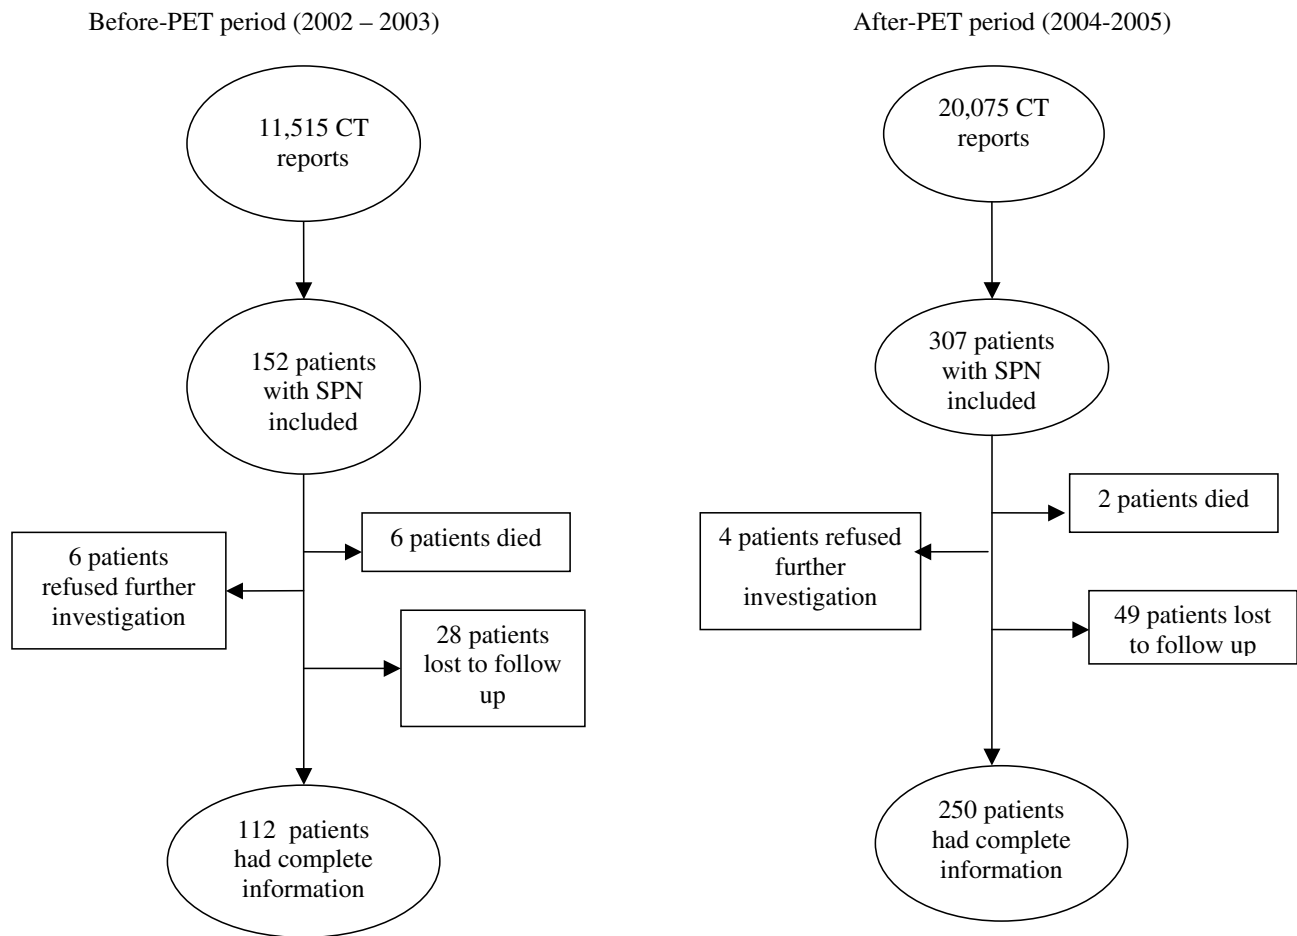 Before-PET period (2002 – 2003)
11,515 CT
reports
152 patients
with SPN
included
6 patients died
6 patients
refused further
investigation
28 patients
lost to follow
up
112 patients
had complete
information
After-PET period (2004-2005)
20,075 CT
reports
307 patients
with SPN
included
2 patients died
4 patients refused
further
investigation
49 patients lost
to follow up
250 patients
had complete
information